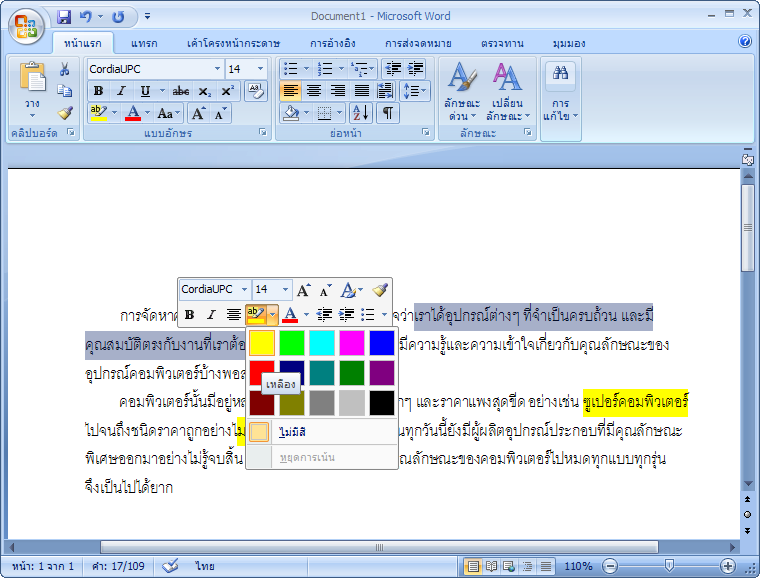 Document1 - Microsoft Word
หน้าแรก แทรก เค้าโครงหน้ากระดาษ การอ้างอิง การส่งจดหมาย ตรวจทาน มุมมอง
วาง
CordiaUPC 14
B I U abc x₂ x² Aa
ลักษณะด่วน
เปลี่ยนลักษณะ
การแก้ไข
คลิปบอร์ด แบบอักษร ย่อหน้า ลักษณะ
CordiaUPC 14
B I
การจัดหา จว่าเราได้อุปกรณ์ต่างๆ ที่จำเป็นครบถ้วน และมี
คุณสมบัติตรงกับงานที่เราต้อ มีความรู้และความเข้าใจเกี่ยวกับคุณลักษณะของ
อุปกรณ์คอมพิวเตอร์บ้างพอส
เหลือง
คอมพิวเตอร์นั้นมีอยู่หล กๆ และราคาแพงสุดขีด อย่างเช่น ซูเปอร์คอมพิวเตอร์
ไปจนถึงชนิดราคาถูกอย่างไม นทุกวันนี้ยังมีผู้ผลิตอุปกรณ์ประกอบที่มีคุณลักษณะ
ไม่มีสี
พิเศษออกมาอย่างไม่รู้จบสิ้น ณลักษณะของคอมพิวเตอร์ไปหมดทุกแบบทุกรุ่น
หยุดการเน้น
จึงเป็นไปได้ยาก
หน้า: 1 จาก 1 คำ: 17/109 ไทย 110%